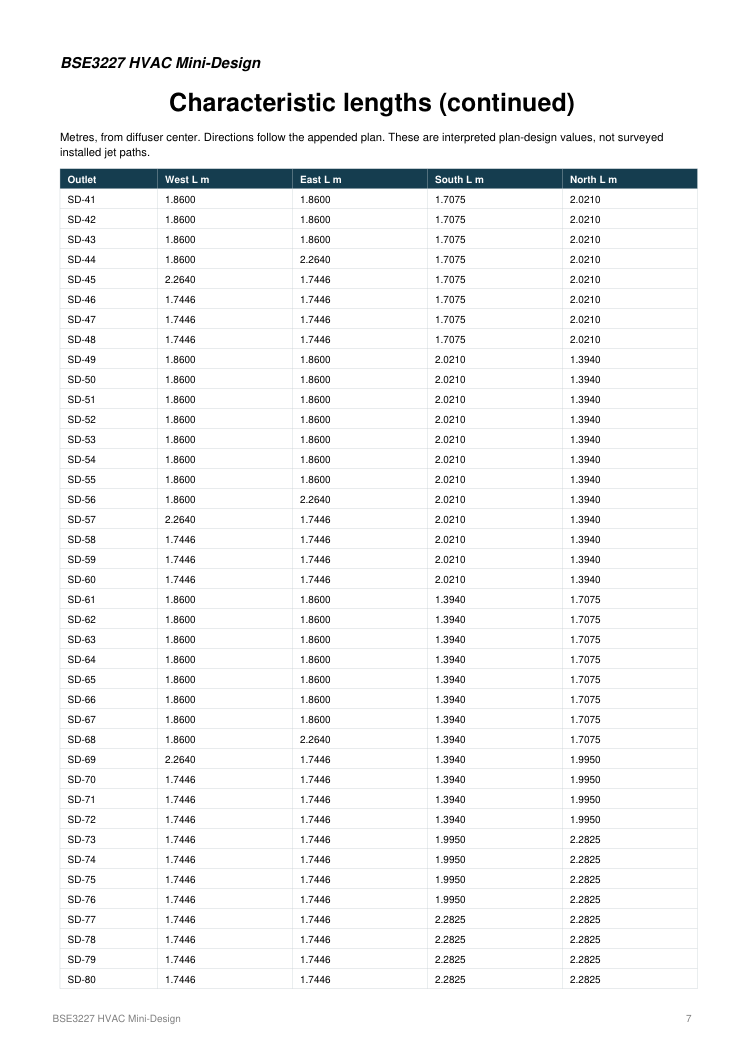 BSE3227 HVAC Mini-Design
Characteristic lengths (continued)
Metres, from diffuser center. Directions follow the appended plan. These are interpreted plan-design values, not surveyed
installed jet paths.
Outlet West L m East L m South L m North L m
SD-41 1.8600 1.8600 1.7075 2.0210
SD-42 1.8600 1.8600 1.7075 2.0210
SD-43 1.8600 1.8600 1.7075 2.0210
SD-44 1.8600 2.2640 1.7075 2.0210
SD-45 2.2640 1.7446 1.7075 2.0210
SD-46 1.7446 1.7446 1.7075 2.0210
SD-47 1.7446 1.7446 1.7075 2.0210
SD-48 1.7446 1.7446 1.7075 2.0210
SD-49 1.8600 1.8600 2.0210 1.3940
SD-50 1.8600 1.8600 2.0210 1.3940
SD-51 1.8600 1.8600 2.0210 1.3940
SD-52 1.8600 1.8600 2.0210 1.3940
SD-53 1.8600 1.8600 2.0210 1.3940
SD-54 1.8600 1.8600 2.0210 1.3940
SD-55 1.8600 1.8600 2.0210 1.3940
SD-56 1.8600 2.2640 2.0210 1.3940
SD-57 2.2640 1.7446 2.0210 1.3940
SD-58 1.7446 1.7446 2.0210 1.3940
SD-59 1.7446 1.7446 2.0210 1.3940
SD-60 1.7446 1.7446 2.0210 1.3940
SD-61 1.8600 1.8600 1.3940 1.7075
SD-62 1.8600 1.8600 1.3940 1.7075
SD-63 1.8600 1.8600 1.3940 1.7075
SD-64 1.8600 1.8600 1.3940 1.7075
SD-65 1.8600 1.8600 1.3940 1.7075
SD-66 1.8600 1.8600 1.3940 1.7075
SD-67 1.8600 1.8600 1.3940 1.7075
SD-68 1.8600 2.2640 1.3940 1.7075
SD-69 2.2640 1.7446 1.3940 1.9950
SD-70 1.7446 1.7446 1.3940 1.9950
SD-71 1.7446 1.7446 1.3940 1.9950
SD-72 1.7446 1.7446 1.3940 1.9950
SD-73 1.7446 1.7446 1.9950 2.2825
SD-74 1.7446 1.7446 1.9950 2.2825
SD-75 1.7446 1.7446 1.9950 2.2825
SD-76 1.7446 1.7446 1.9950 2.2825
SD-77 1.7446 1.7446 2.2825 2.2825
SD-78 1.7446 1.7446 2.2825 2.2825
SD-79 1.7446 1.7446 2.2825 2.2825
SD-80 1.7446 1.7446 2.2825 2.2825
BSE3227 HVAC Mini-Design 7